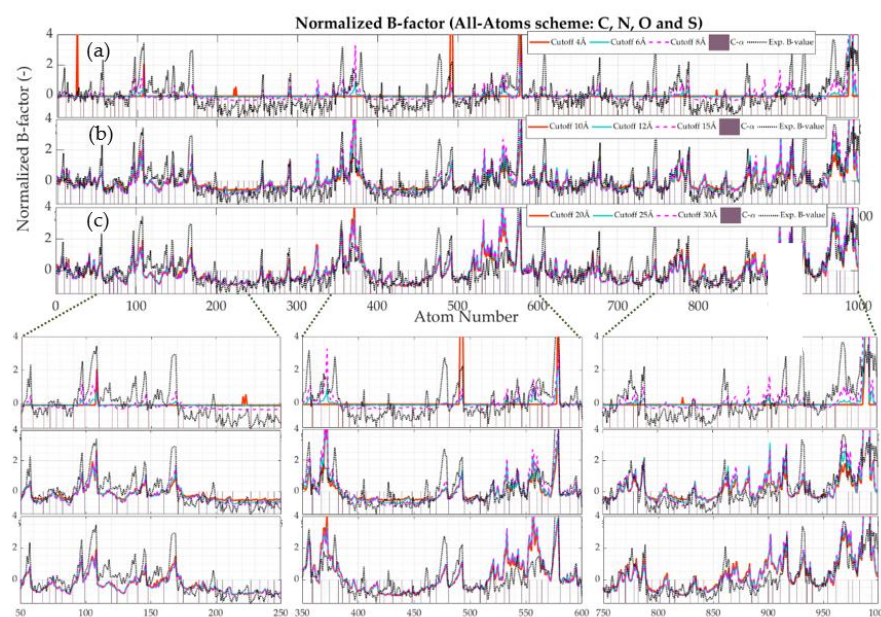 Normalized B-factor (All-Atoms scheme: C, N, O and S)
(a)
Cutoff 4Å Cutoff 6Å Cutoff 8Å C-α Exp. B-value
(b)
Cutoff 10Å Cutoff 12Å Cutoff 15Å C-α Exp. B-value
(c)
Cutoff 20Å Cutoff 25Å Cutoff 30Å C-α Exp. B-value
Normalized B-factor (-)
4
2
0
4
2
0
4
2
0
00
0 100 200 300 400 500 600 700 800 1000
Atom Number
4
2
0
4
2
0
4
2
0
50 100 150 200 250
350 400 450 500 550 600
750 800 850 900 950